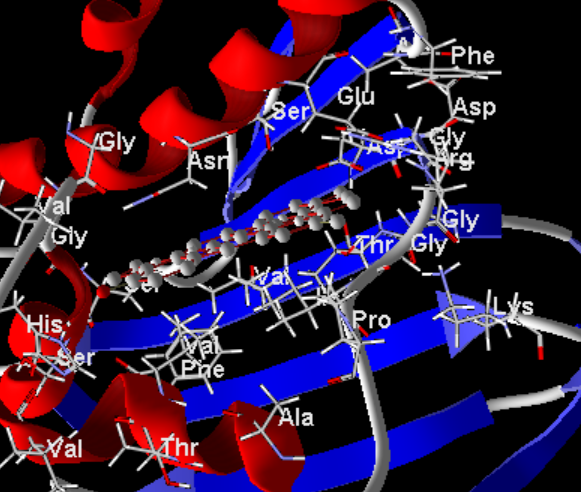 Phe
Glu
Ser
Asp
Gly
Gly
Asn
Arg
Val
Gly
Gly
Thr
Gly
Val
Lys
Pro
His
Val
Ser
Phe
Ala
Val
Thr